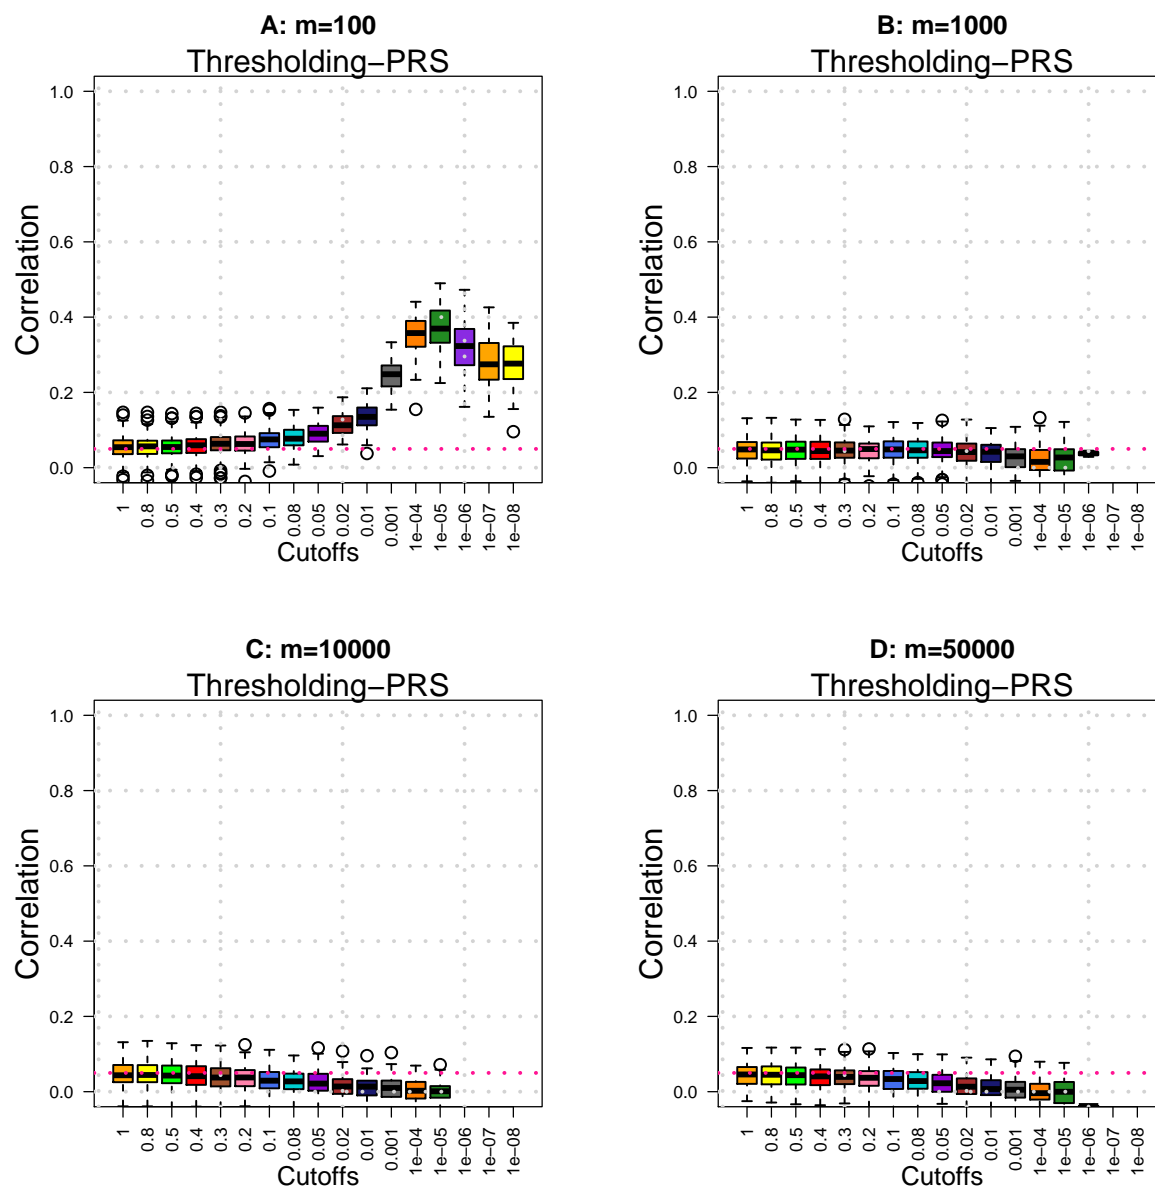 A: m=100
Thresholding−PRS
Correlation
1.0
0.8
0.6
0.4
0.2
0.0
1
0.8
0.5
0.4
0.3
0.2
0.1
0.08
0.05
0.02
0.01
0.001
1e−04
1e−05
1e−06
1e−07
1e−08
Cutoffs
B: m=1000
Thresholding−PRS
Correlation
1.0
0.8
0.6
0.4
0.2
0.0
1
0.8
0.5
0.4
0.3
0.2
0.1
0.08
0.05
0.02
0.01
0.001
1e−04
1e−05
1e−06
1e−07
1e−08
Cutoffs
C: m=10000
Thresholding−PRS
Correlation
1.0
0.8
0.6
0.4
0.2
0.0
1
0.8
0.5
0.4
0.3
0.2
0.1
0.08
0.05
0.02
0.01
0.001
1e−04
1e−05
1e−06
1e−07
1e−08
Cutoffs
D: m=50000
Thresholding−PRS
Correlation
1.0
0.8
0.6
0.4
0.2
0.0
1
0.8
0.5
0.4
0.3
0.2
0.1
0.08
0.05
0.02
0.01
0.001
1e−04
1e−05
1e−06
1e−07
1e−08
Cutoffs